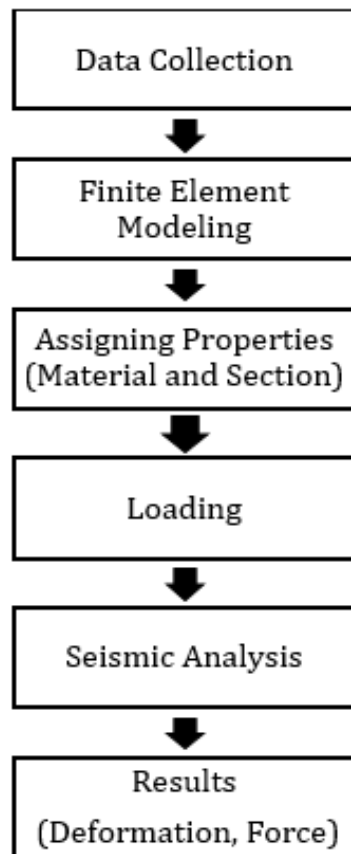 Data Collection
Finite Element
Modeling
Assigning Properties
(Material and Section)
Loading
Seismic Analysis
Results
(Deformation, Force)